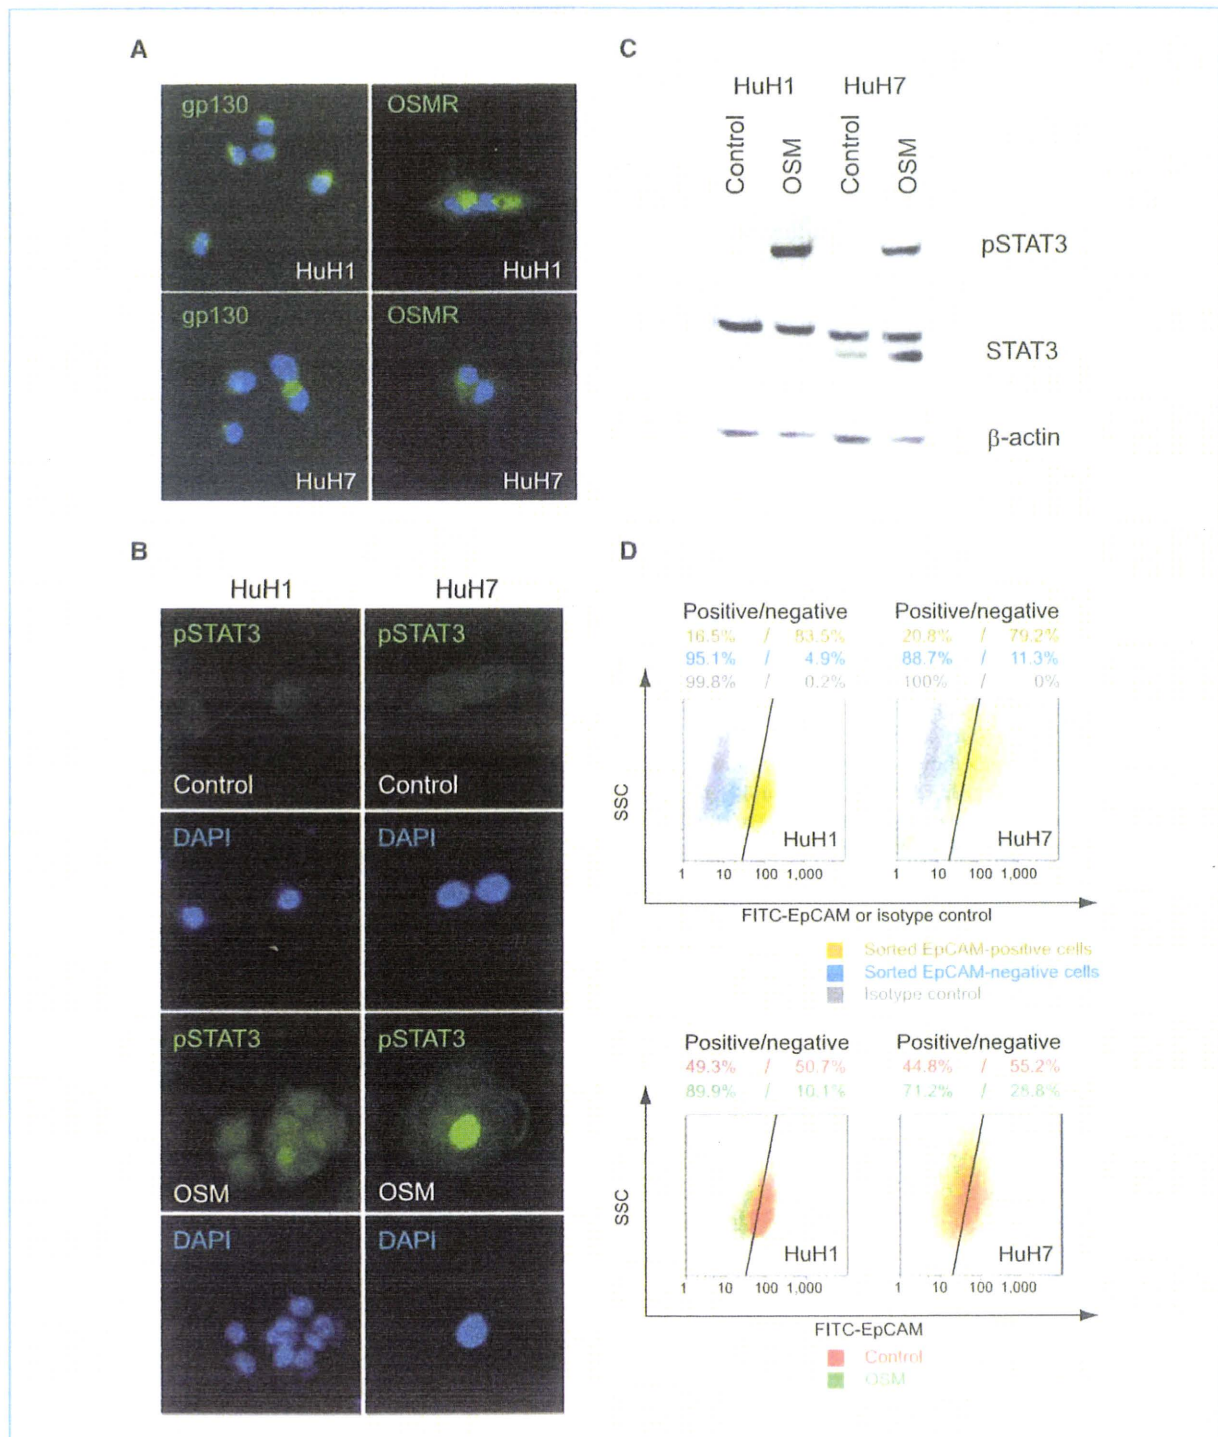 A
gp130
OSMR
HuH1
HuH1
gp130
OSMR
HuH7
HuH7
B
HuH1
HuH7
pSTAT3
pSTAT3
Control
Control
DAPI
DAPI
pSTAT3
pSTAT3
OSM
OSM
DAPI
DAPI
C
HuH1
HuH7
Control
OSM
Control
OSM
pSTAT3
STAT3
β-actin
D
Positive/negative
16.5% / 83.5%
95.1% / 4.9%
99.8% / 0.2%
Positive/negative
20.8% / 79.2%
88.7% / 11.3%
100% / 0%
SSC
HuH1
HuH7
1 10 100 1,000
1 10 100 1,000
FITC-EpCAM or isotype control
Sorted EpCAM-positive cells
Sorted EpCAM-negative cells
Isotype control
Positive/negative
49.3% / 50.7%
89.9% / 10.1%
Positive/negative
44.8% / 55.2%
71.2% / 28.8%
SSC
HuH1
HuH7
1 10 100 1,000
1 10 100 1,000
FITC-EpCAM
Control
OSM